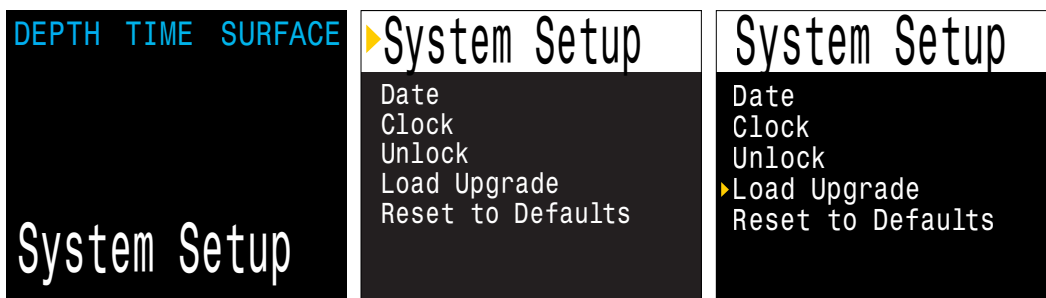 DEPTH TIME SURFACE
System Setup
System Setup
Date
Clock
Unlock
Load Upgrade
Reset to Defaults
System Setup
Date
Clock
Unlock
Load Upgrade
Reset to Defaults